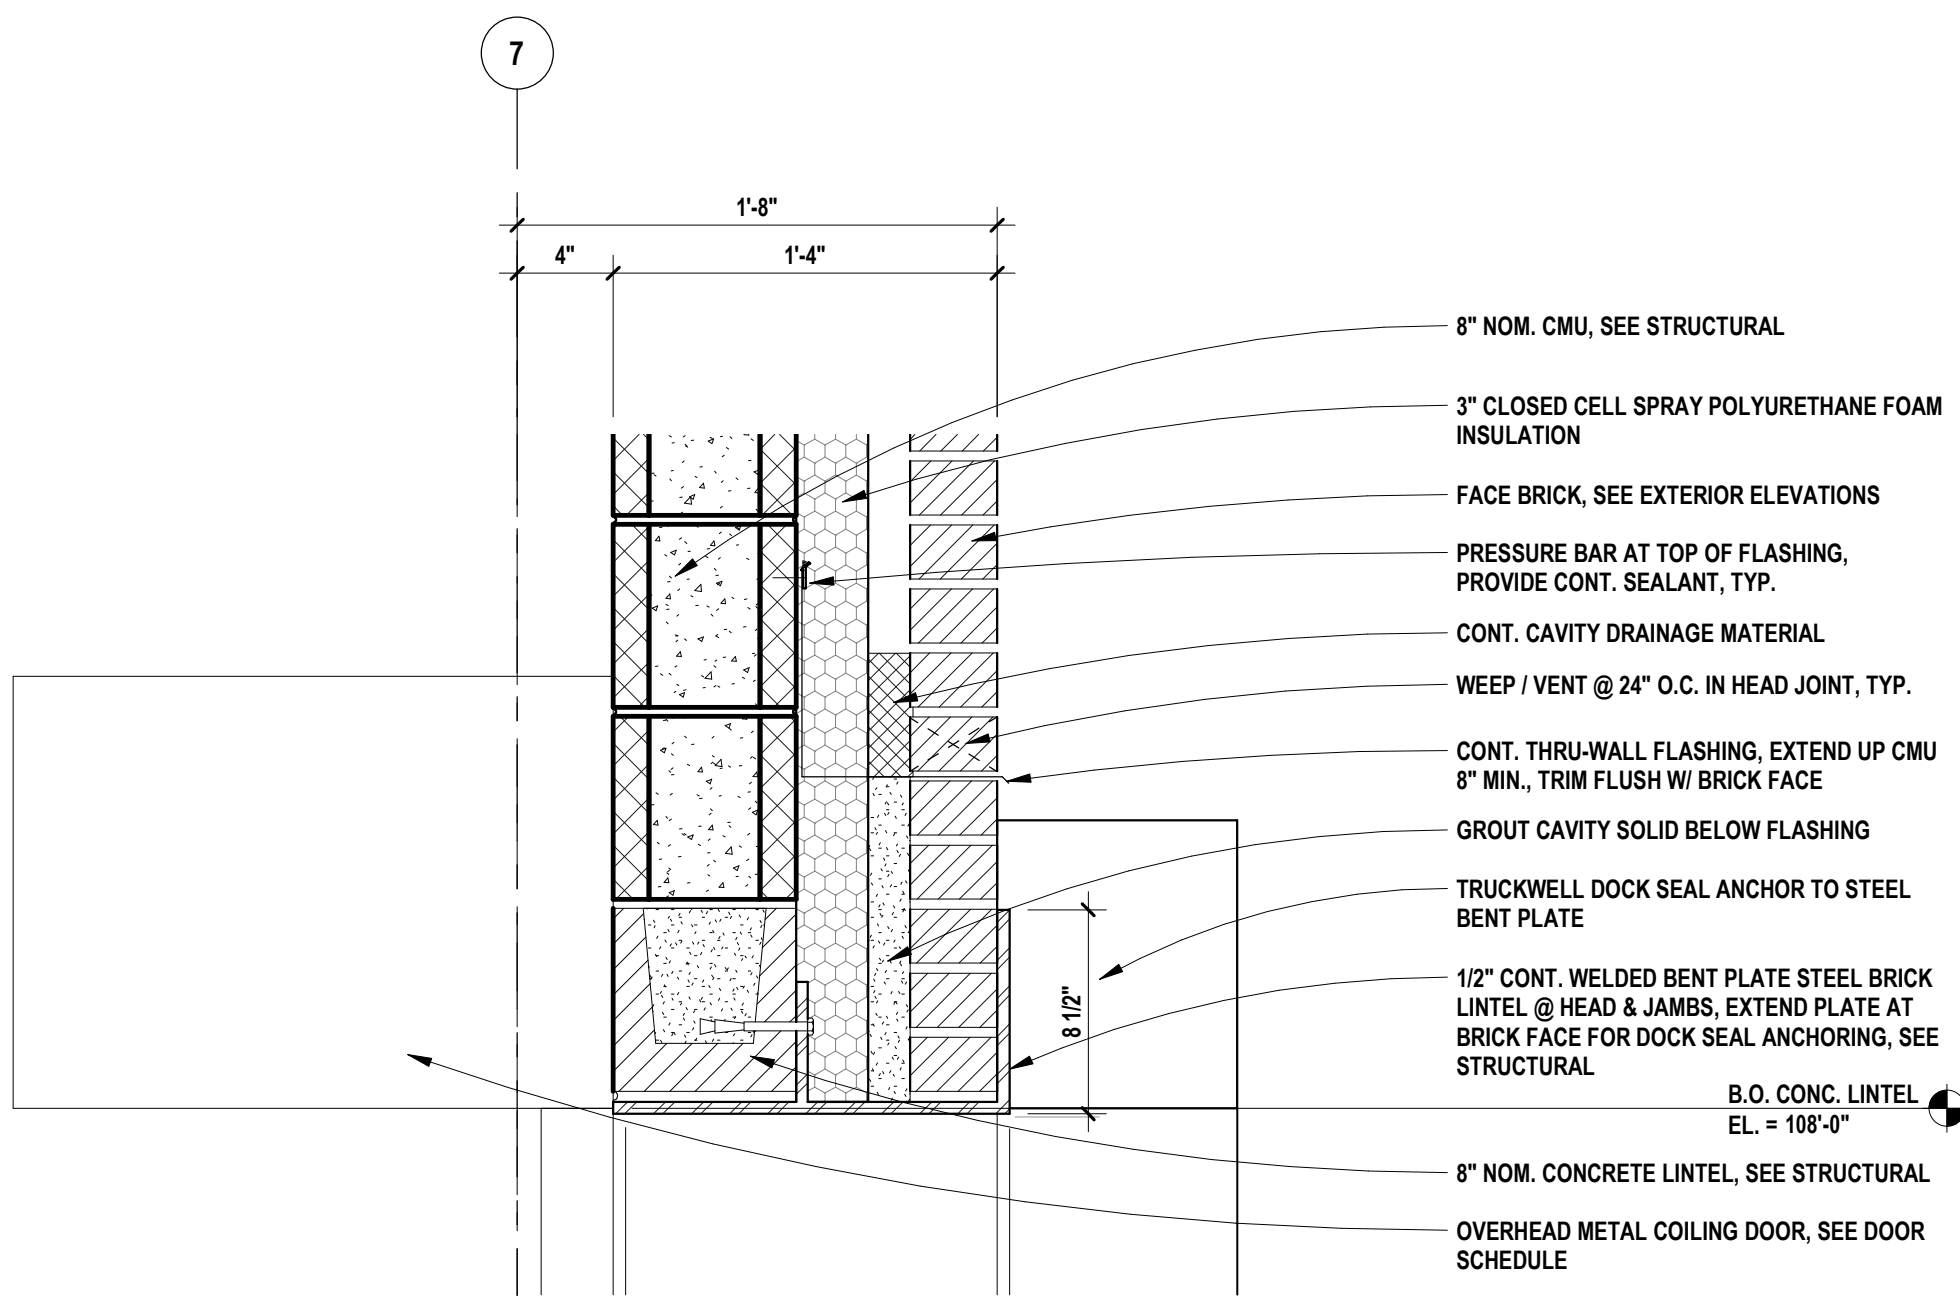 7
1'-8"
4"
1'-4"
8" NOM. CMU, SEE STRUCTURAL
3" CLOSED CELL SPRAY POLYURETHANE FOAM
INSULATION
FACE BRICK, SEE EXTERIOR ELEVATIONS
PRESSURE BAR AT TOP OF FLASHING,
PROVIDE CONT. SEALANT, TYP.
CONT. CAVITY DRAINAGE MATERIAL
WEEP / VENT @ 24" O.C. IN HEAD JOINT, TYP.
CONT. THRU-WALL FLASHING, EXTEND UP CMU
8" MIN., TRIM FLUSH W/ BRICK FACE
GROUT CAVITY SOLID BELOW FLASHING
TRUCKWELL DOCK SEAL ANCHOR TO STEEL
BENT PLATE
8 1/2"
1/2" CONT. WELDED BENT PLATE STEEL BRICK
LINTEL @ HEAD & JAMBS, EXTEND PLATE AT
BRICK FACE FOR DOCK SEAL ANCHORING, SEE
STRUCTURAL
B.O. CONC. LINTEL
EL. = 108'-0"
8" NOM. CONCRETE LINTEL, SEE STRUCTURAL
OVERHEAD METAL COILING DOOR, SEE DOOR
SCHEDULE